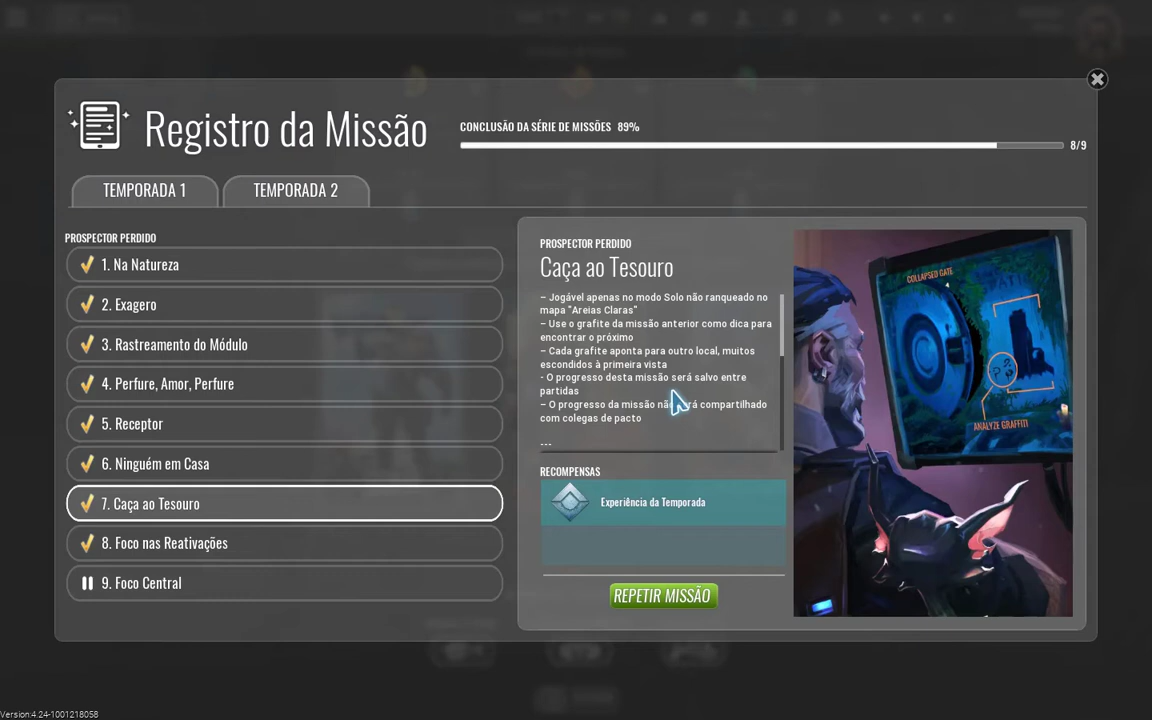 Registro da Missão
CONCLUSÃO DA SÉRIE DE MISSÕES 89%
8/9
TEMPORADA 1
TEMPORADA 2
PROSPECTOR PERDIDO
1. Na Natureza
2. Exagero
3. Rastreamento do Módulo
4. Perfure, Amor, Perfure
5. Receptor
6. Ninguém em Casa
7. Caça ao Tesouro
8. Foco nas Reativações
9. Foco Central
PROSPECTOR PERDIDO
Caça ao Tesouro
– Jogável apenas no modo Solo não ranqueado no
mapa "Areias Claras"
– Use o grafite da missão anterior como dica para
encontrar o próximo
– Cada grafite aponta para outro local, muitos
escondidos à primeira vista
- O progresso desta missão será salvo entre
partidas
– O progresso da missão compartilhado
com colegas de pacto
---
RECOMPENSAS
Experiência da Temporada
REPETIR MISSÃO
COLLAPSED GATE
ANALYZE GRAFFITI
Version:4.24-1001218058